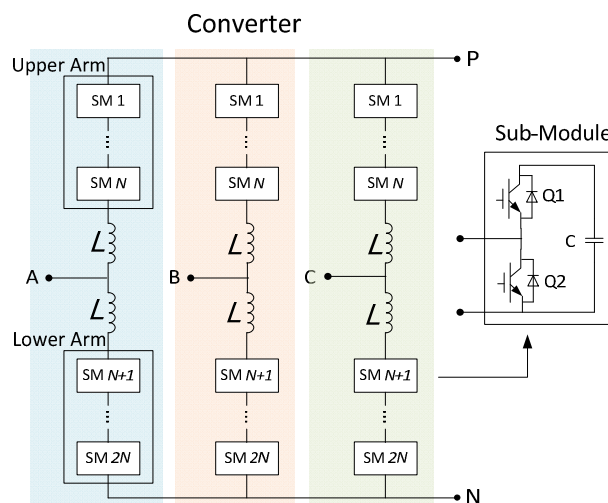 Converter
Upper Arm
P
SM 1
SM 1
SM 1
Sub-Module
SM N
SM N
SM N
Q1
C
L
L
L
A
B
C
Q2
L
L
L
Lower Arm
SM N+1
SM N+1
SM N+1
SM 2N
SM 2N
SM 2N
N